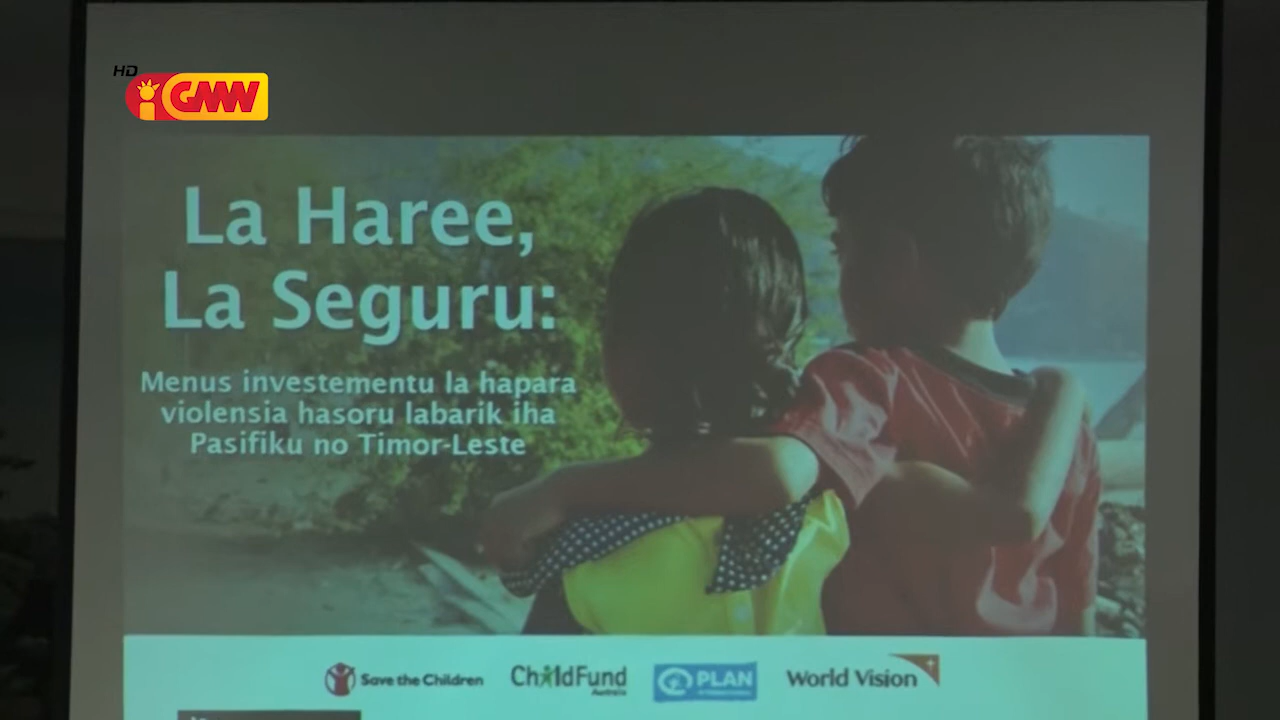 HD
GMN
La Haree,
La Seguru:
Menus investementu la hapara
violensia hasoru labarik iha
Pasifiku no Timor-Leste
Save the Children
ChildFund
Australia
PLAN
INTERNATIONAL
World Vision